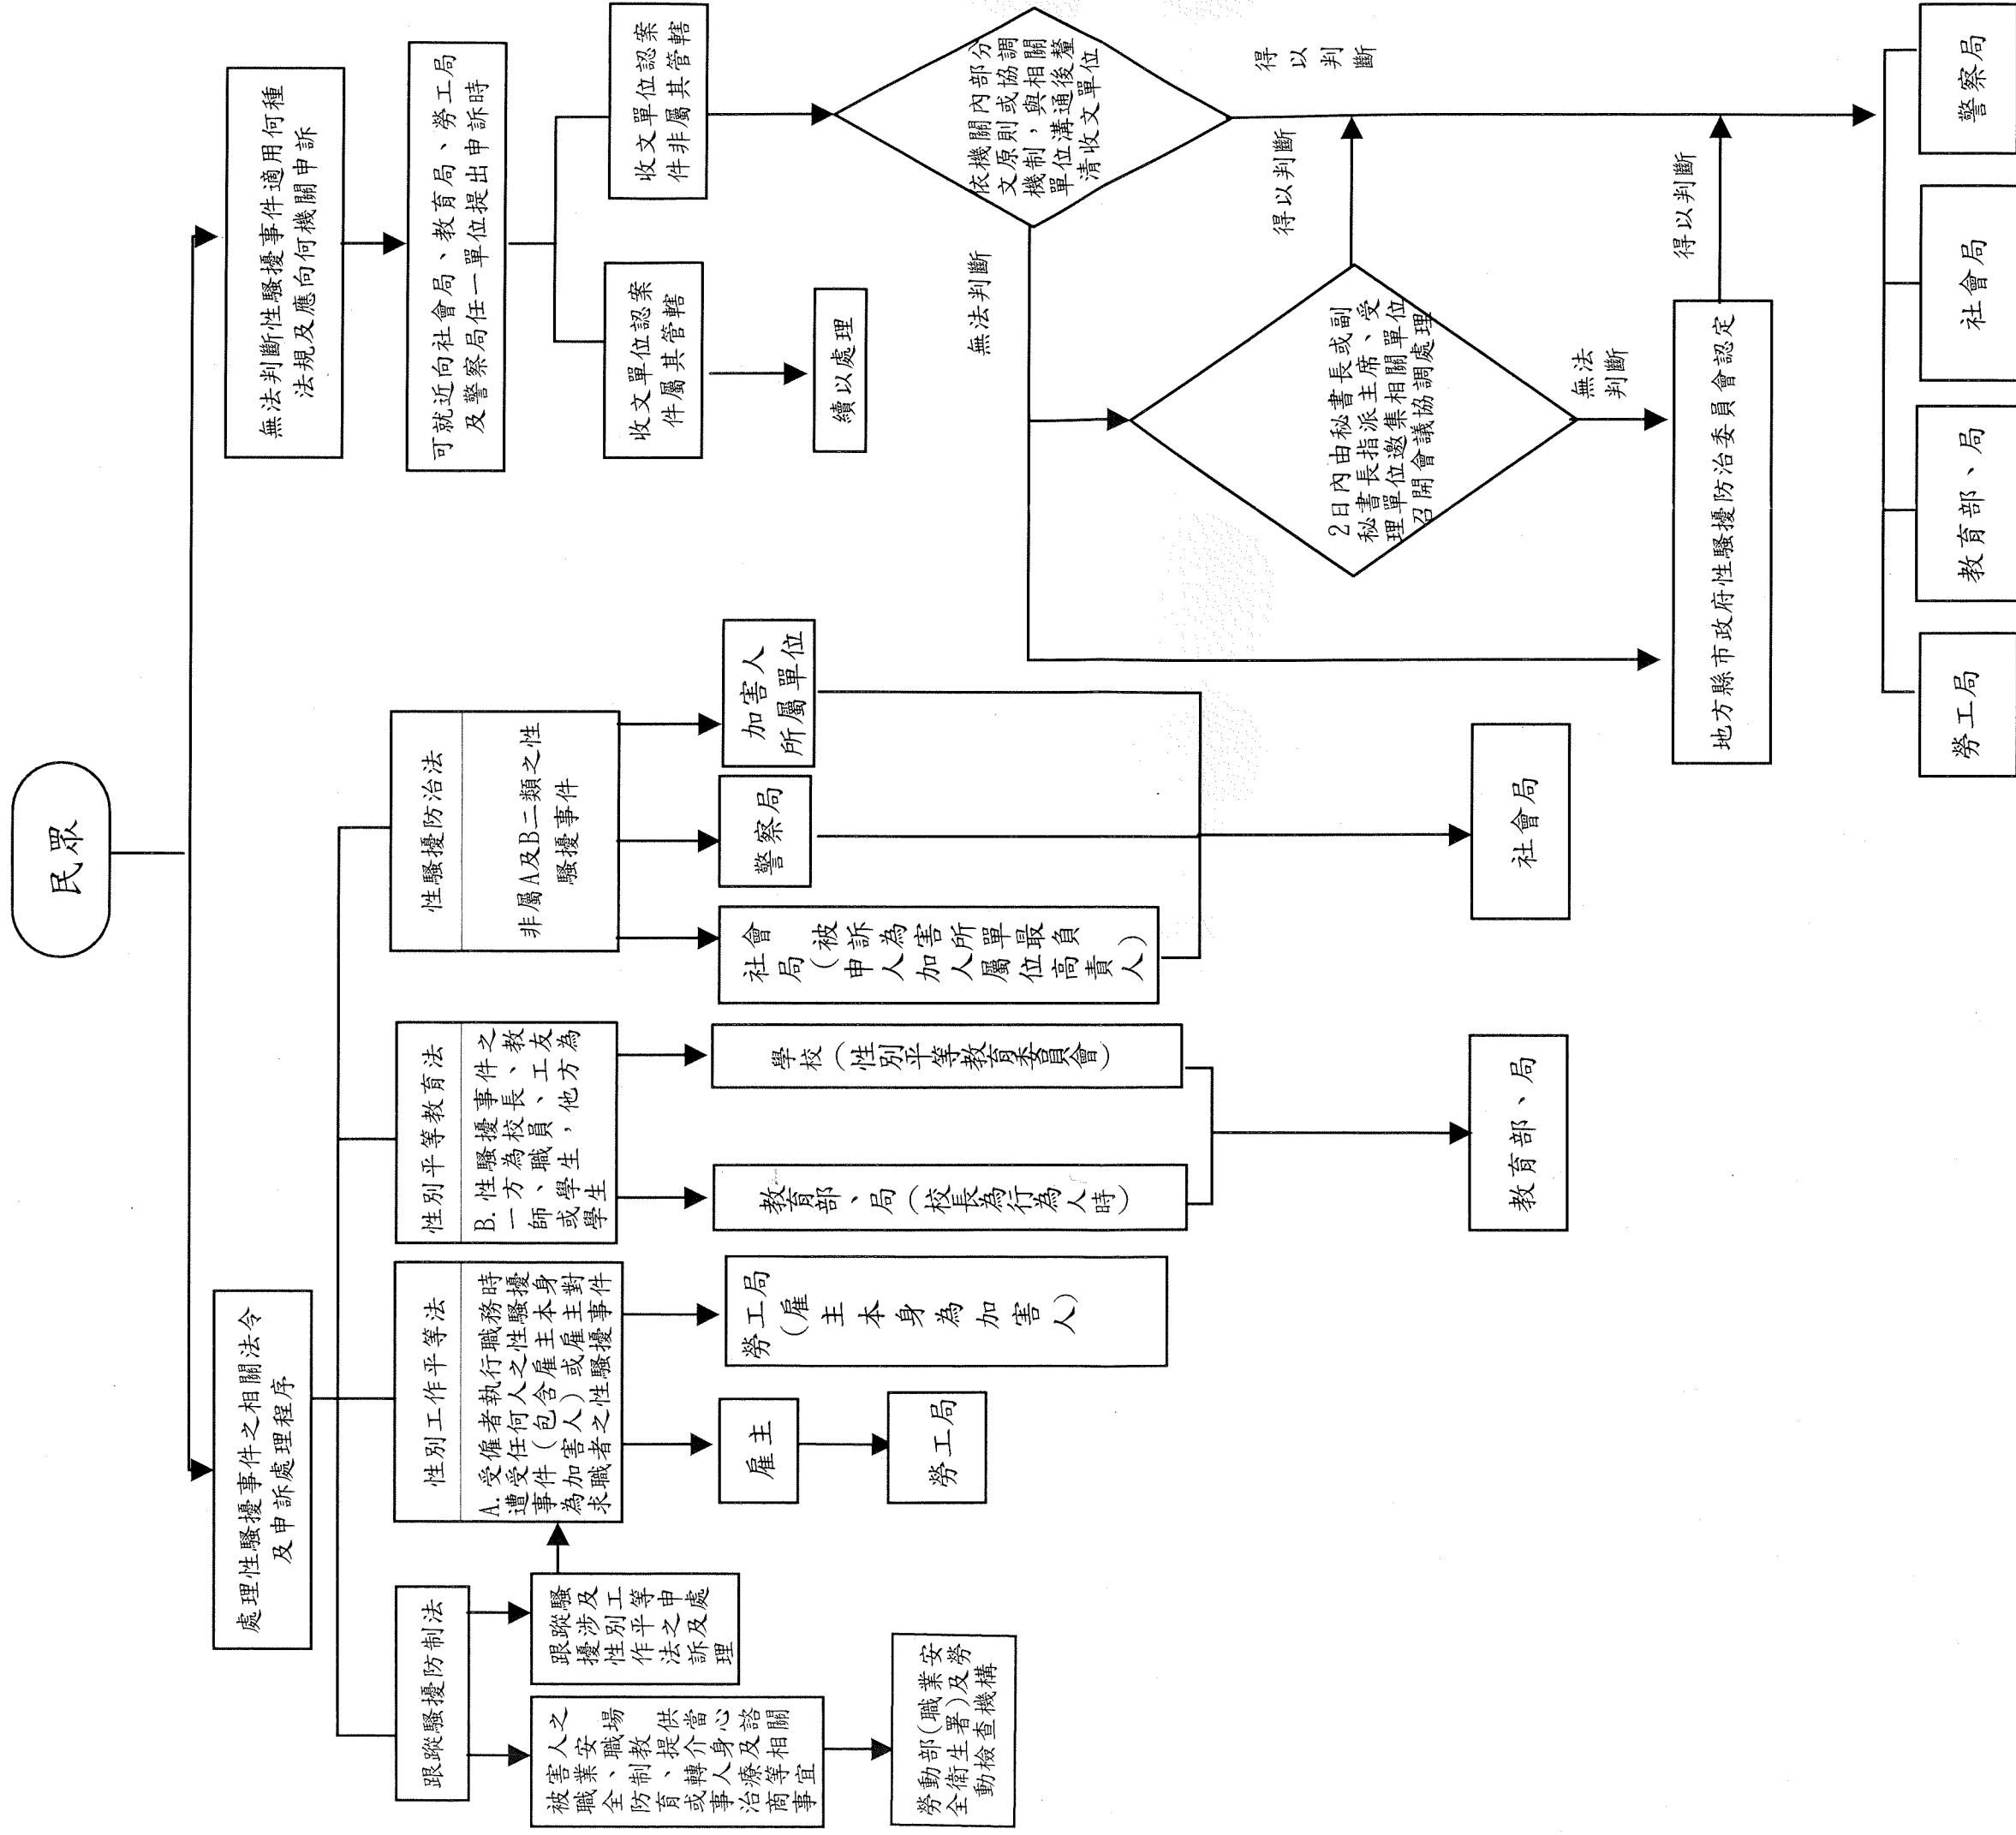 民眾
處理性騷擾事件之相關法令
及申訴處理程序
跟蹤騷擾防制法
被害人之
職業安
全、職場
防制教
育、提供
或轉介當
事人身心
治療及諮
商等相關
事宜
勞動部(職業安
全衛生署)及勞
動檢查機構
跟蹤騷
擾涉及
性別工
作平等
法之申
訴及處
理
性別工作平等法
A. 受僱者執行職務時
遭受任何人之性騷擾
事件（包含雇主本身
為加害人）或雇主對
求職者之性騷擾事件
雇主
勞工局
勞工局
（雇
主
本
身
為
加
害
人）
性別平等教育法
B. 性騷擾事件之
一方為校長、教
師、職員、工友
或學生，他方為
學生
教育
部、
局
（校
長為
行為
人時）
學校
（性
別平
等教
育委
員會）
教育部、局
性騷擾防治法
非屬A及B二類之性
騷擾事件
社會
局
（被
申訴
人為
加害
人所
屬單
位最
高負
責
人）
警察局
加害人
所屬單位
社會局
無法判斷性騷擾事件適用何種
法規及應向何機關申訴
可就近向社會局、教育局、勞工局
及警察局任一單位提出申訴時
收文單位認案
件屬其管轄
續以處理
收文單位認案
件非屬其管轄
依機關內部分
文原則或協調
機制，與相關
單位溝通後釐
清收文單位
無法判斷
得以
判斷
2日內由秘書長或副
秘書長指派主席、受
理單位邀集相關單位
召開會議協調處理
得以判斷
無法
判斷
地方縣市政府性騷擾防治委員會認定
得以判斷
勞工局
教育部、局
社會局
警察局